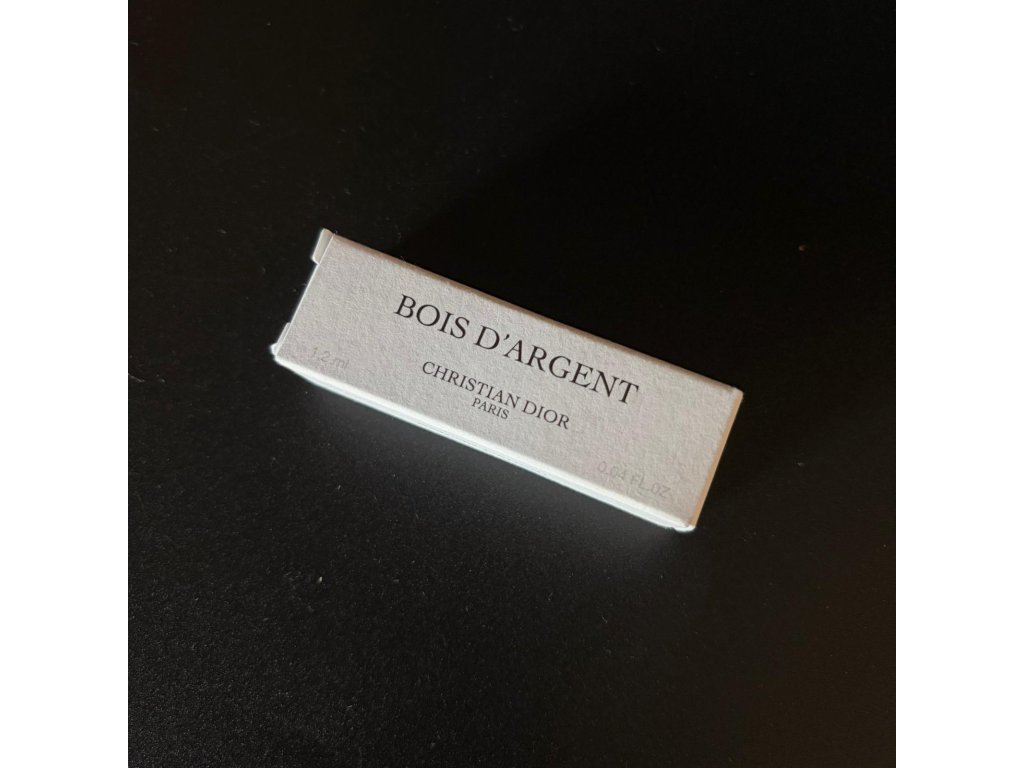 BOIS D'ARGENT
CHRISTIAN DIOR
PARIS
1.2 ml
0.04 FL.OZ.